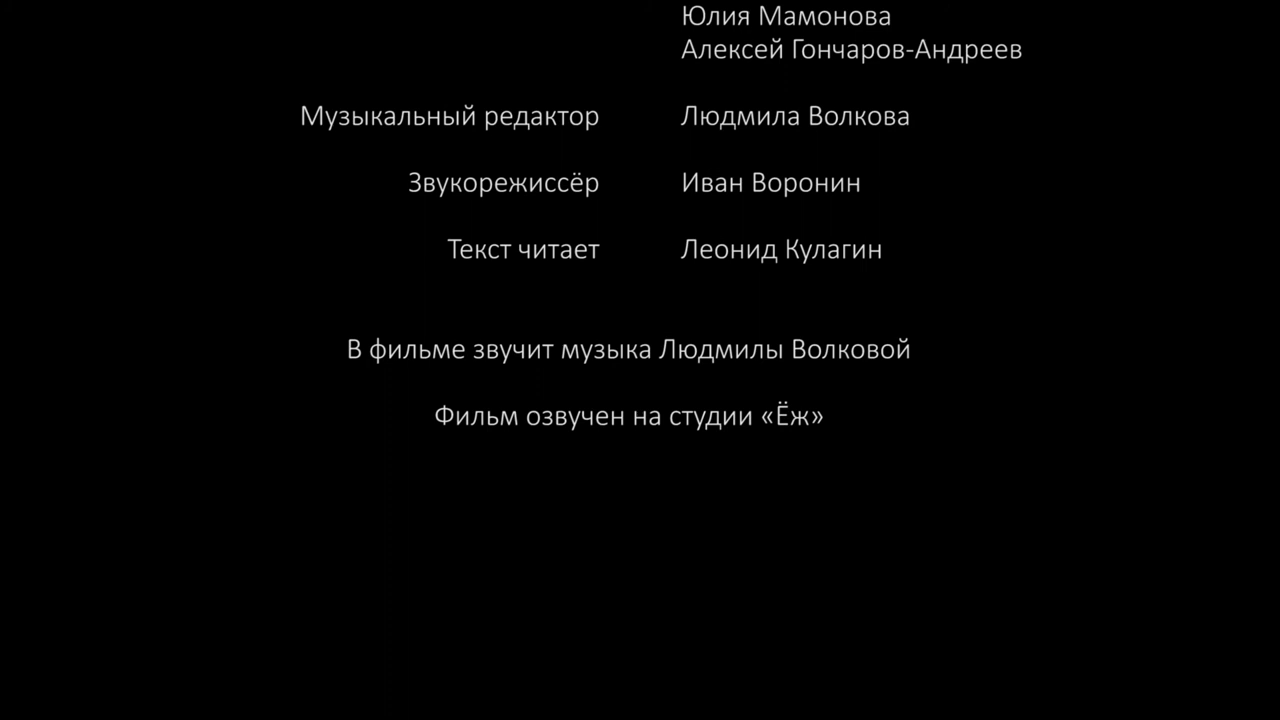 Юлия Мамонова
Алексей Гончаров-Андреев
Музыкальный редактор Людмила Волкова
Звукорежиссёр Иван Воронин
Текст читает Леонид Кулагин
В фильме звучит музыка Людмилы Волковой
Фильм озвучен на студии «Ёж»